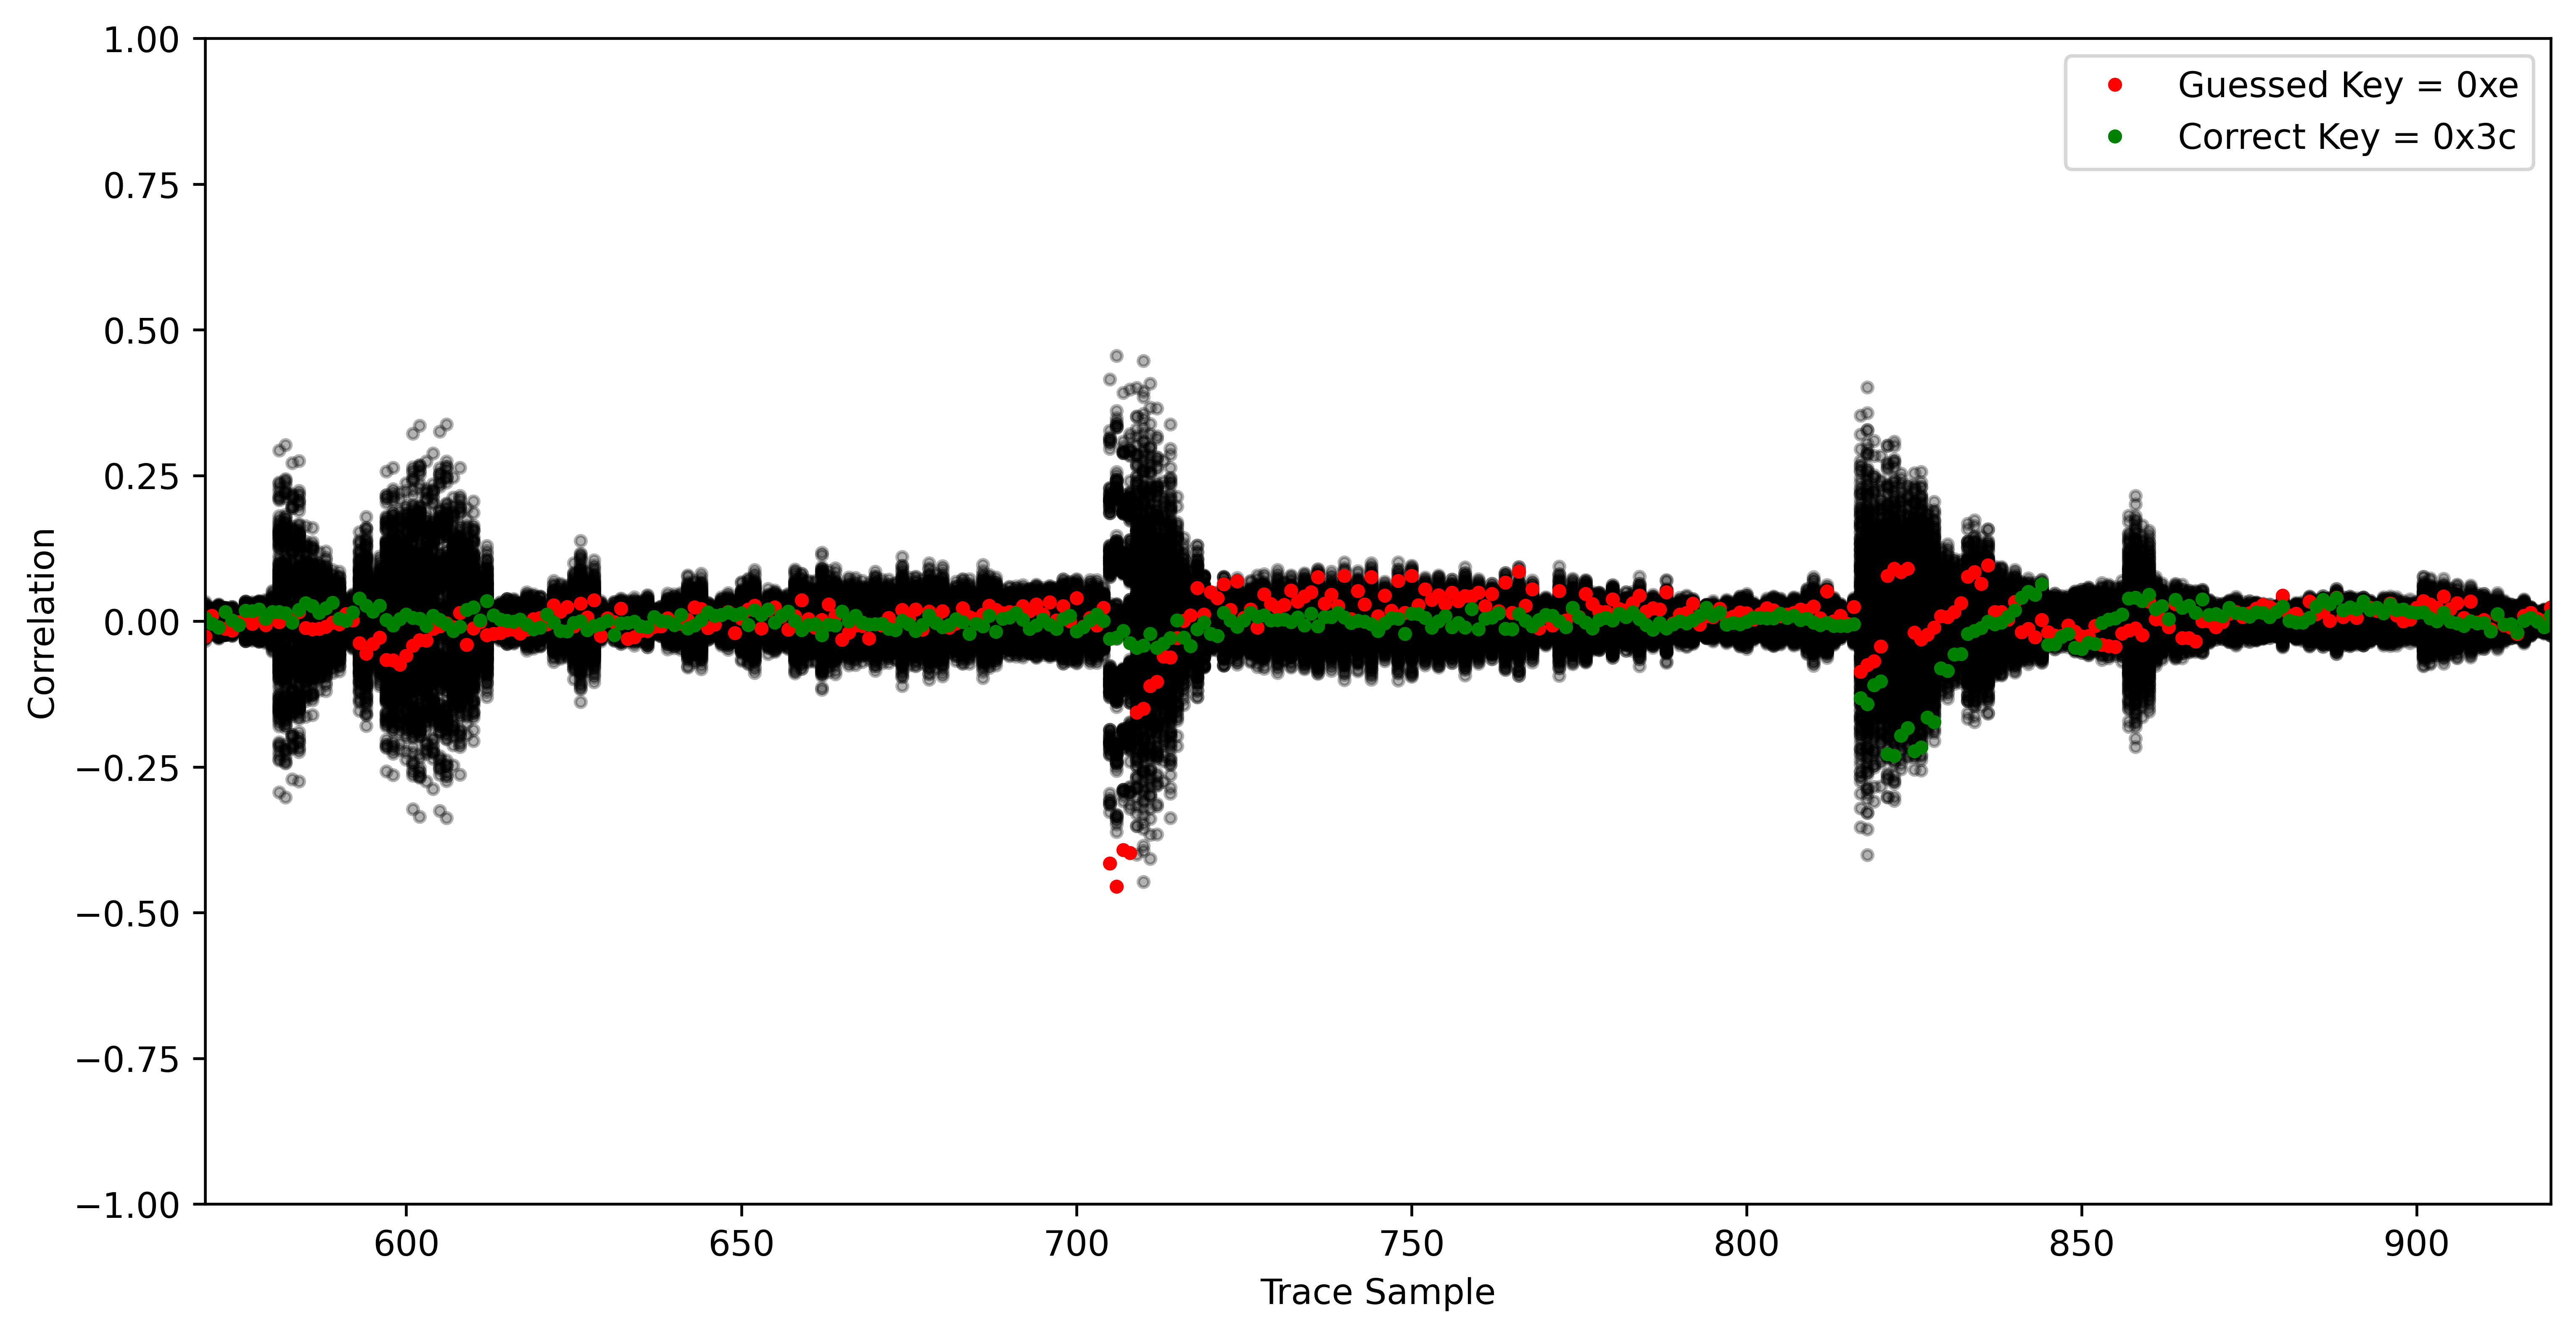 1.00
0.75
0.50
0.25
0.00
−0.25
−0.50
−0.75
−1.00
Correlation
Guessed Key = 0xe
Correct Key = 0x3c
600 650 700 750 800 850 900
Trace Sample